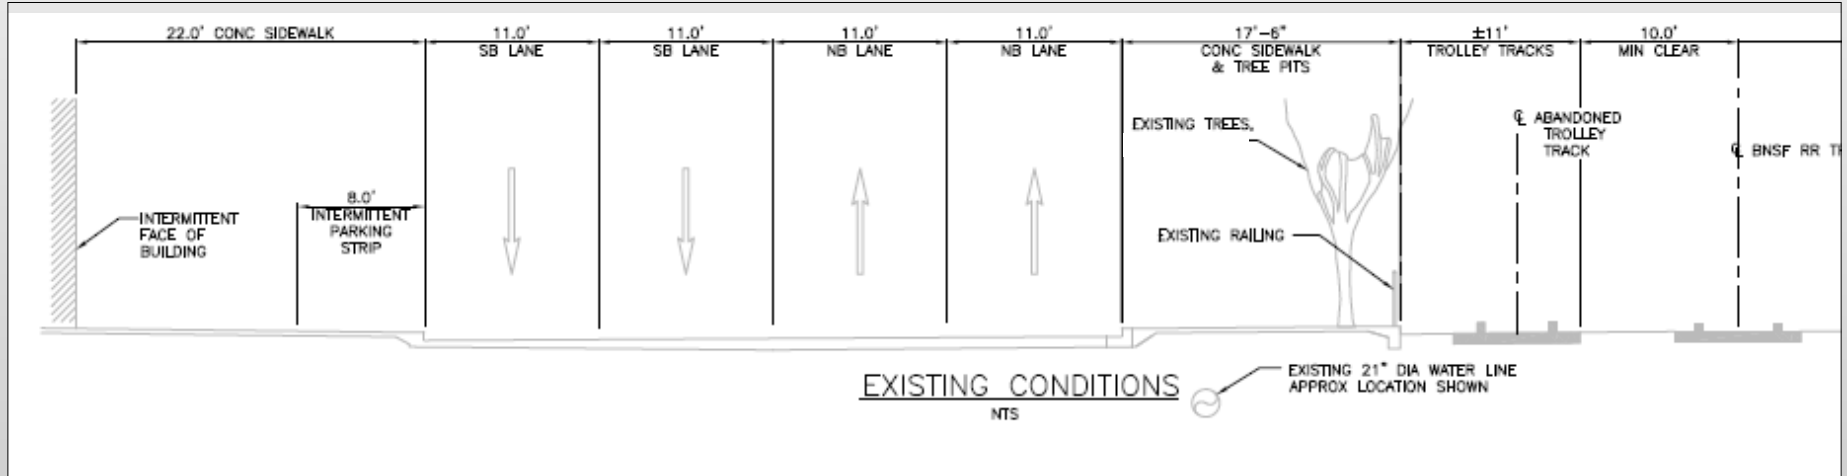 22.0' CONC SIDEWALK
11.0'
SB LANE
11.0'
SB LANE
11.0'
NB LANE
11.0'
NB LANE
17'-6"
CONC SIDEWALK
& TREE PITS
±11'
TROLLEY TRACKS
10.0'
MIN CLEAR
EXISTING TREES,
℄ ABANDONED
TROLLEY
TRACK
℄ BNSF RR
8.0'
INTERMITTENT
PARKING
STRIP
INTERMITTENT
FACE OF
BUILDING
EXISTING RAILING
EXISTING CONDITIONS
NTS
EXISTING 21" DIA WATER LINE
APPROX LOCATION SHOWN